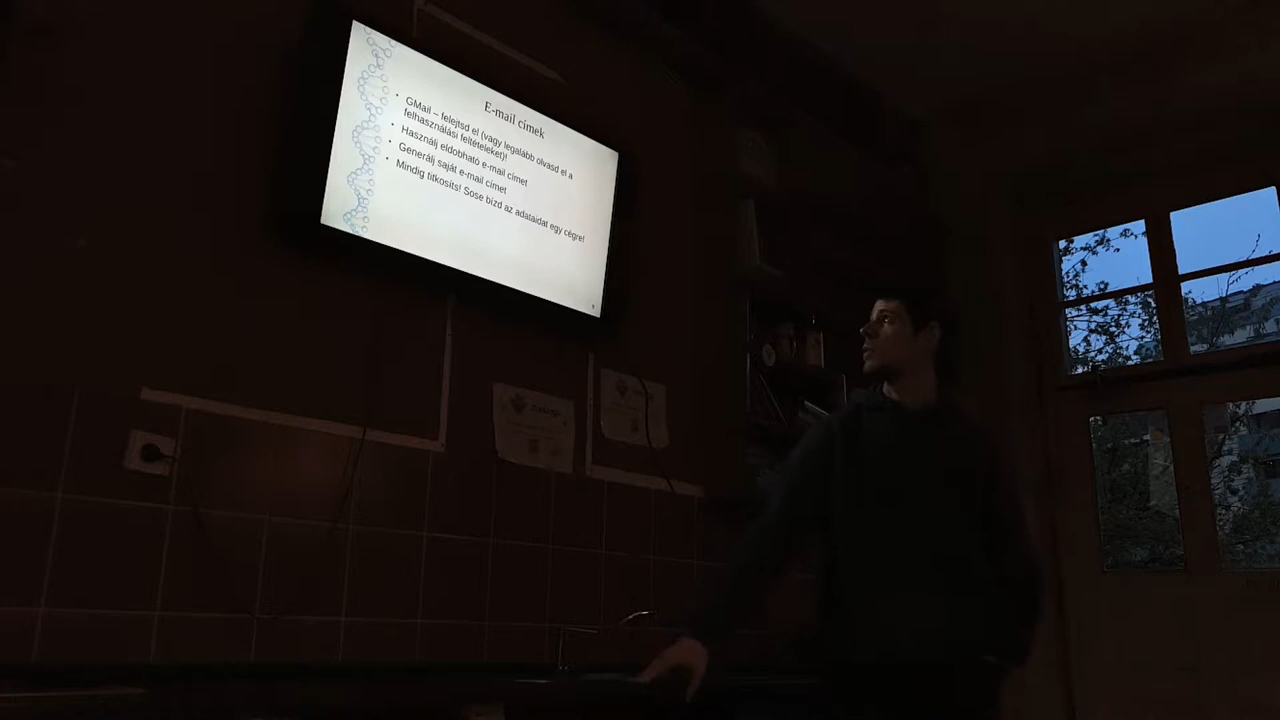 E-mail címek
• GMail – felejtsd el (vagy legalább olvasd el a
felhasználási feltételeket)!
• Használj eldobható e-mail címet
• Generálj saját e-mail címet
• Mindig titkosíts! Sose bízd az adataidat egy cégre!